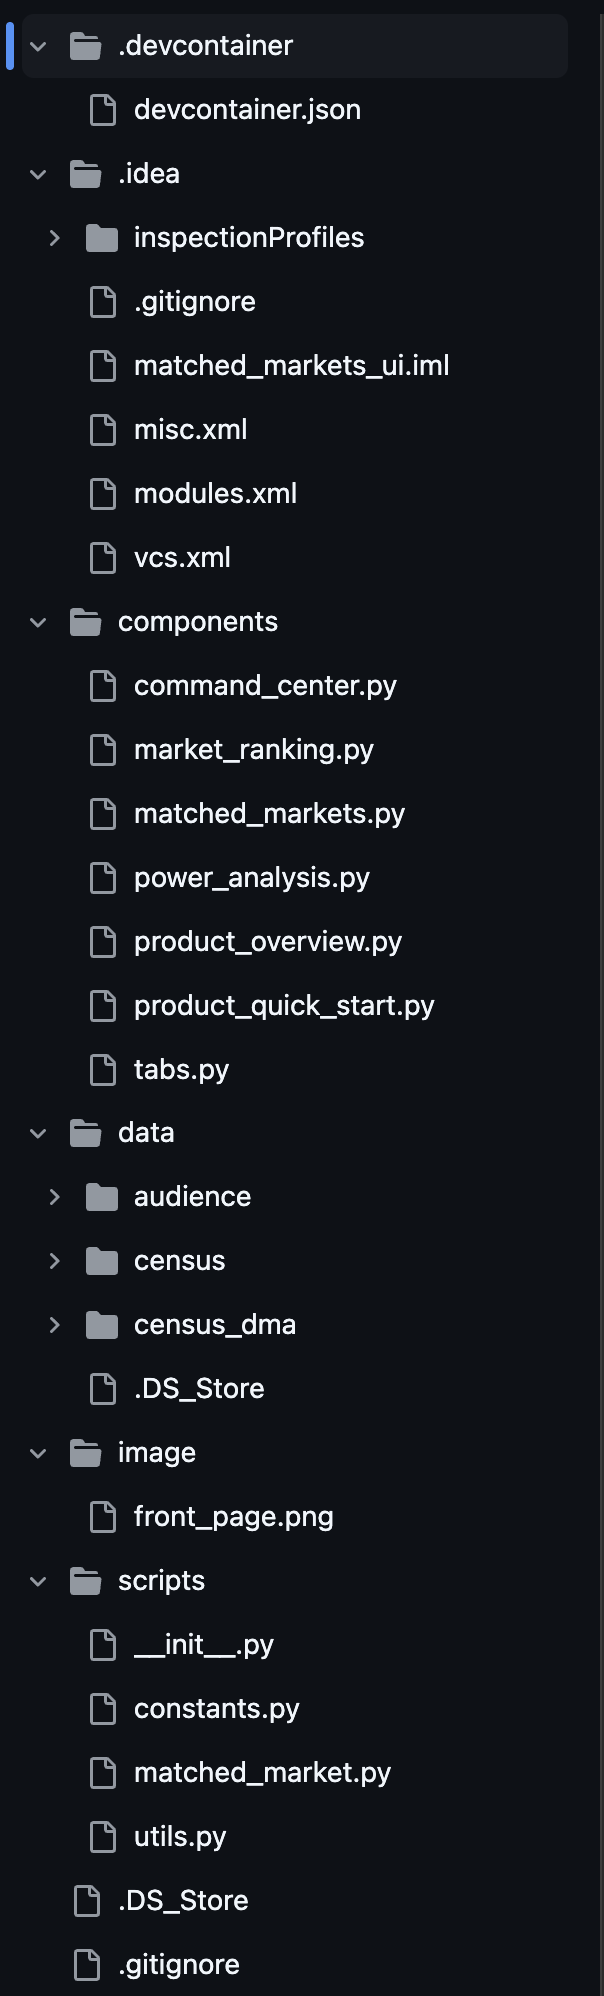 .devcontainer
devcontainer.json
.idea
inspectionProfiles
.gitignore
matched_markets_ui.iml
misc.xml
modules.xml
vcs.xml
components
command_center.py
market_ranking.py
matched_markets.py
power_analysis.py
product_overview.py
product_quick_start.py
tabs.py
data
audience
census
census_dma
.DS_Store
image
front_page.png
scripts
__init__.py
constants.py
matched_market.py
utils.py
.DS_Store
.gitignore